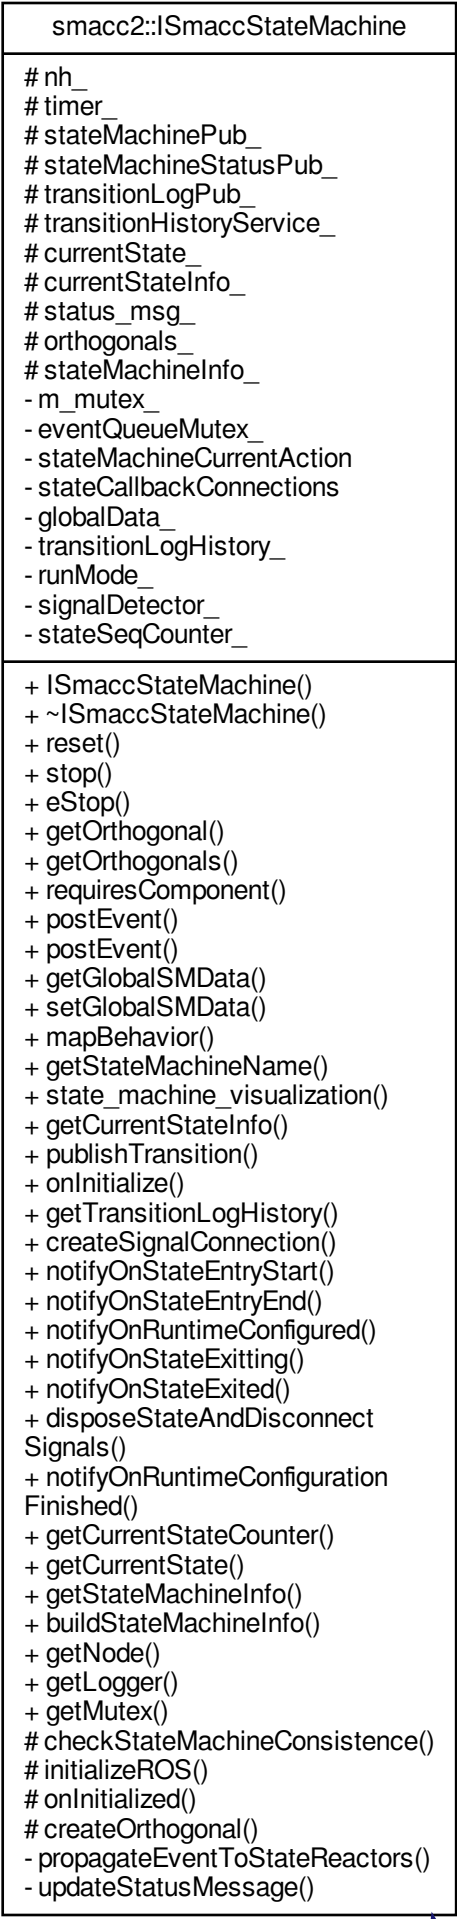 smacc2::ISmaccStateMachine
# nh_
# timer_
# stateMachinePub_
# stateMachineStatusPub_
# transitionLogPub_
# transitionHistoryService_
# currentState_
# currentStateInfo_
# status_msg_
# orthogonals_
# stateMachineInfo_
- m_mutex_
- eventQueueMutex_
- stateMachineCurrentAction
- stateCallbackConnections
- globalData_
- transitionLogHistory_
- runMode_
- signalDetector_
- stateSeqCounter_
+ ISmaccStateMachine()
+ ~ISmaccStateMachine()
+ reset()
+ stop()
+ eStop()
+ getOrthogonal()
+ getOrthogonals()
+ requiresComponent()
+ postEvent()
+ postEvent()
+ getGlobalSMData()
+ setGlobalSMData()
+ mapBehavior()
+ getStateMachineName()
+ state_machine_visualization()
+ getCurrentStateInfo()
+ publishTransition()
+ onInitialize()
+ getTransitionLogHistory()
+ createSignalConnection()
+ notifyOnStateEntryStart()
+ notifyOnStateEntryEnd()
+ notifyOnRuntimeConfigured()
+ notifyOnStateExitting()
+ notifyOnStateExited()
+ disposeStateAndDisconnect
Signals()
+ notifyOnRuntimeConfiguration
Finished()
+ getCurrentStateCounter()
+ getCurrentState()
+ getStateMachineInfo()
+ buildStateMachineInfo()
+ getNode()
+ getLogger()
+ getMutex()
# checkStateMachineConsistence()
# initializeROS()
# onInitialized()
# createOrthogonal()
- propagateEventToStateReactors()
- updateStatusMessage()